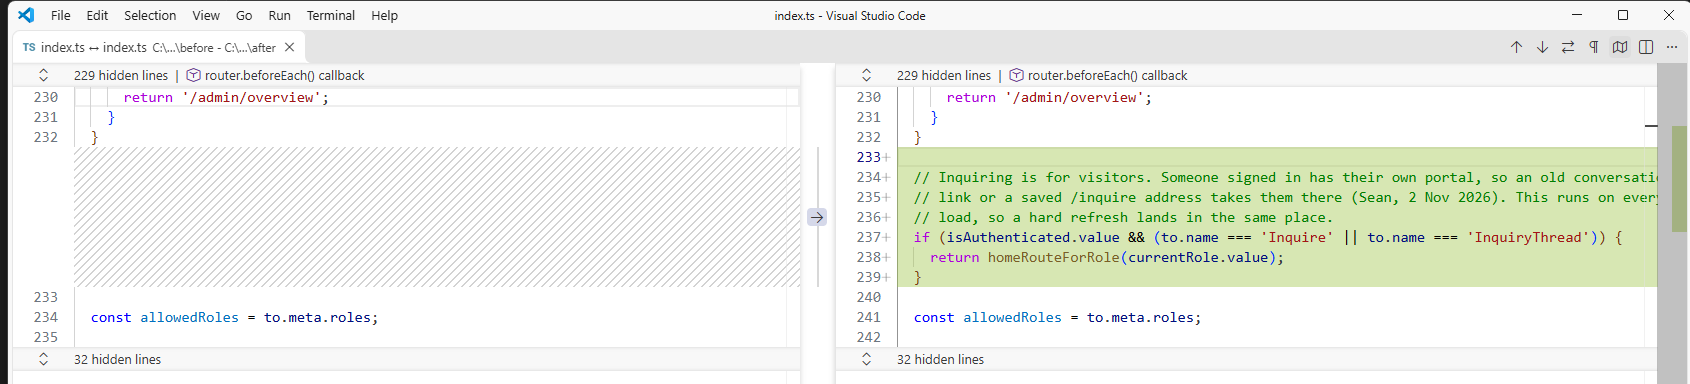 File Edit Selection View Go Run Terminal Help
index.ts - Visual Studio Code
TS index.ts ↔ index.ts C:\...\before - C:\...\after
229 hidden lines | router.beforeEach() callback
230 return '/admin/overview';
231 }
232 }
233
234 const allowedRoles = to.meta.roles;
235
32 hidden lines
229 hidden lines | router.beforeEach() callback
230 return '/admin/overview';
231 }
232 }
233+
234+ // Inquiring is for visitors. Someone signed in has their own portal, so an old conversati
235+ // link or a saved /inquire address takes them there (Sean, 2 Nov 2026). This runs on ever
236+ // load, so a hard refresh lands in the same place.
237+ if (isAuthenticated.value && (to.name === 'Inquire' || to.name === 'InquiryThread')) {
238+ return homeRouteForRole(currentRole.value);
239+ }
240
241 const allowedRoles = to.meta.roles;
242
32 hidden lines